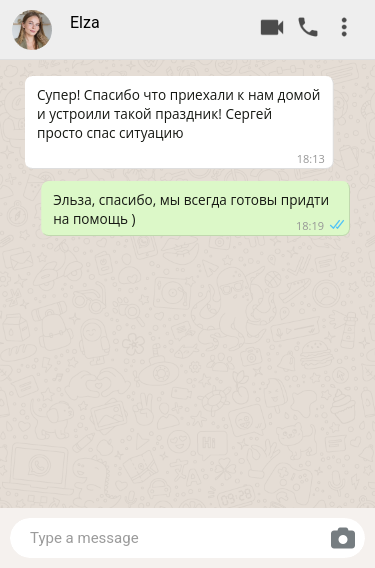 Elza
Супер! Спасибо что приехали к нам домой
и устроили такой праздник! Сергей
просто спас ситуацию
18:13
Эльза, спасибо, мы всегда готовы придти
на помощь )
18:19
Type a message